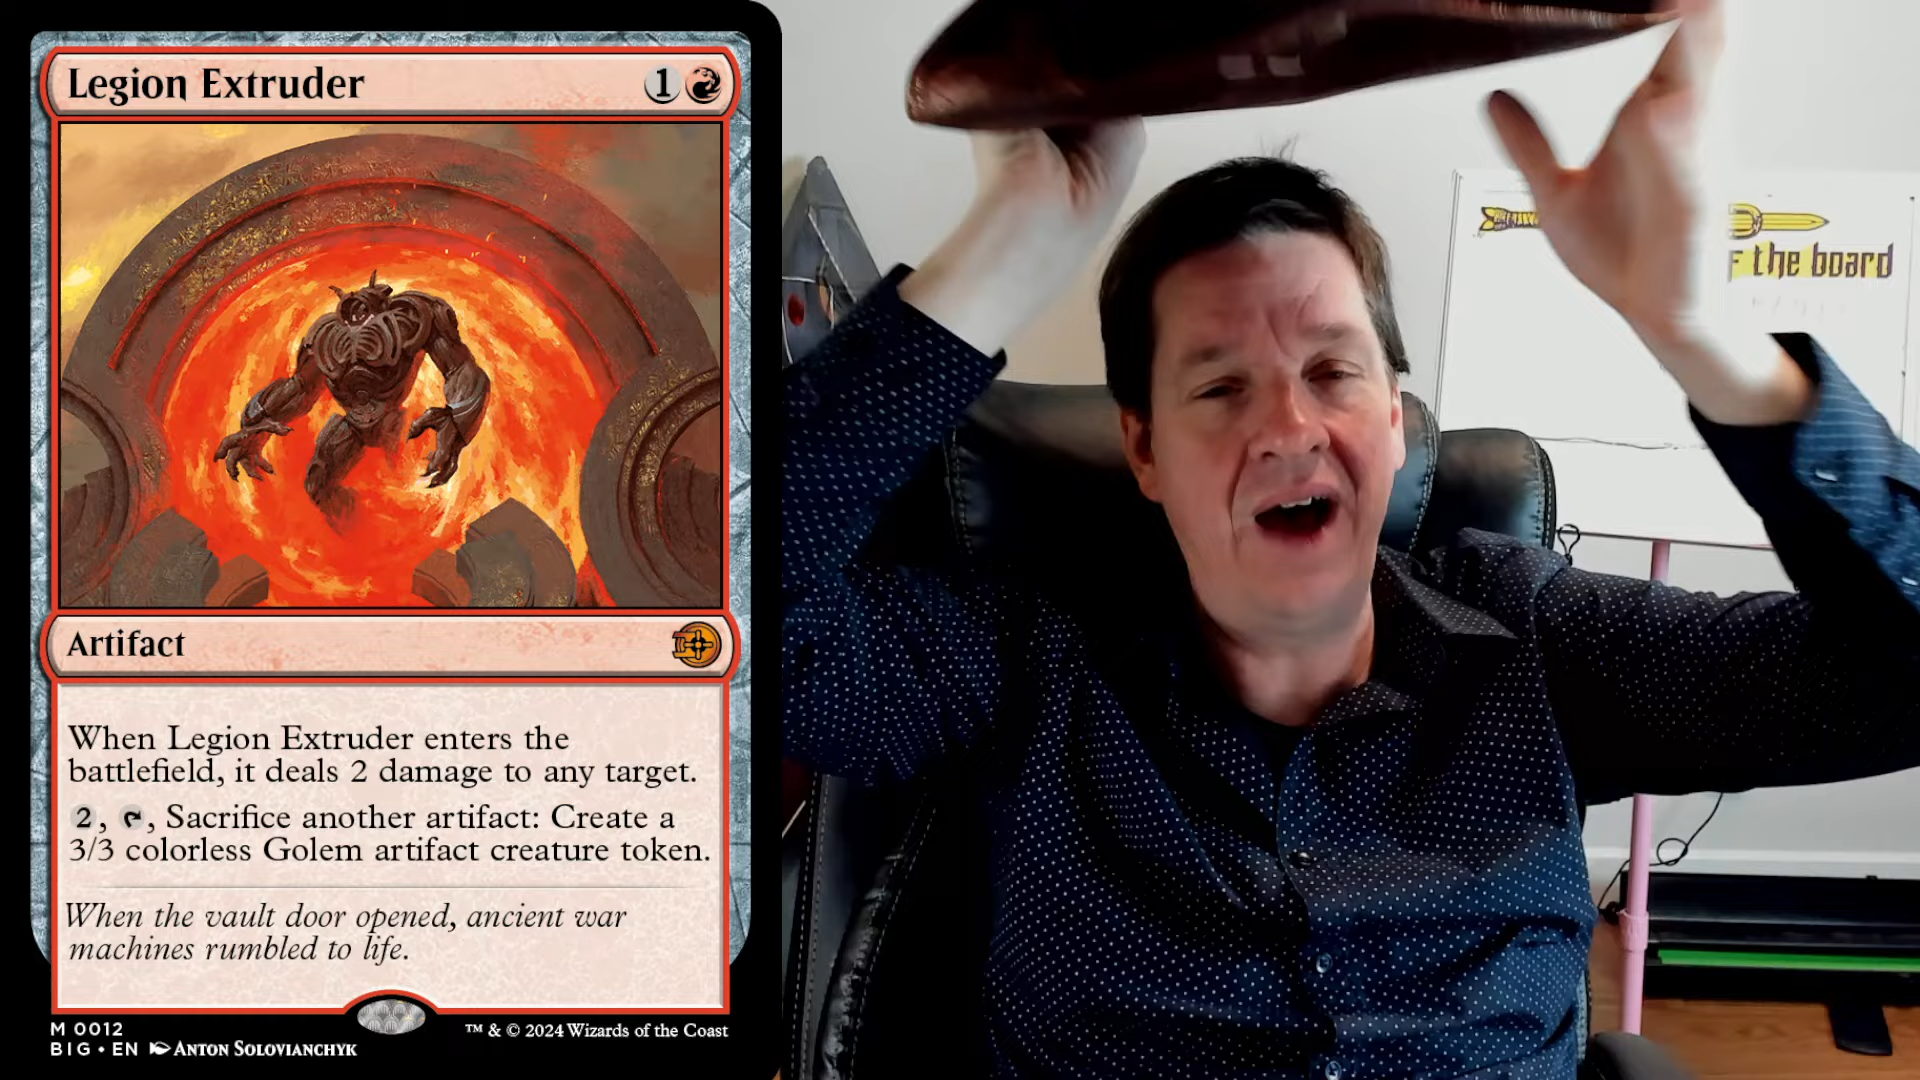 Legion Extruder
1
Artifact
When Legion Extruder enters the
battlefield, it deals 2 damage to any target.
2, , Sacrifice another artifact: Create a
3/3 colorless Golem artifact creature token.
When the vault door opened, ancient war
machines rumbled to life.
M 0012
BIG • EN ANTON SOLOVIANCHYK
™ & © 2024 Wizards of the Coast
the board